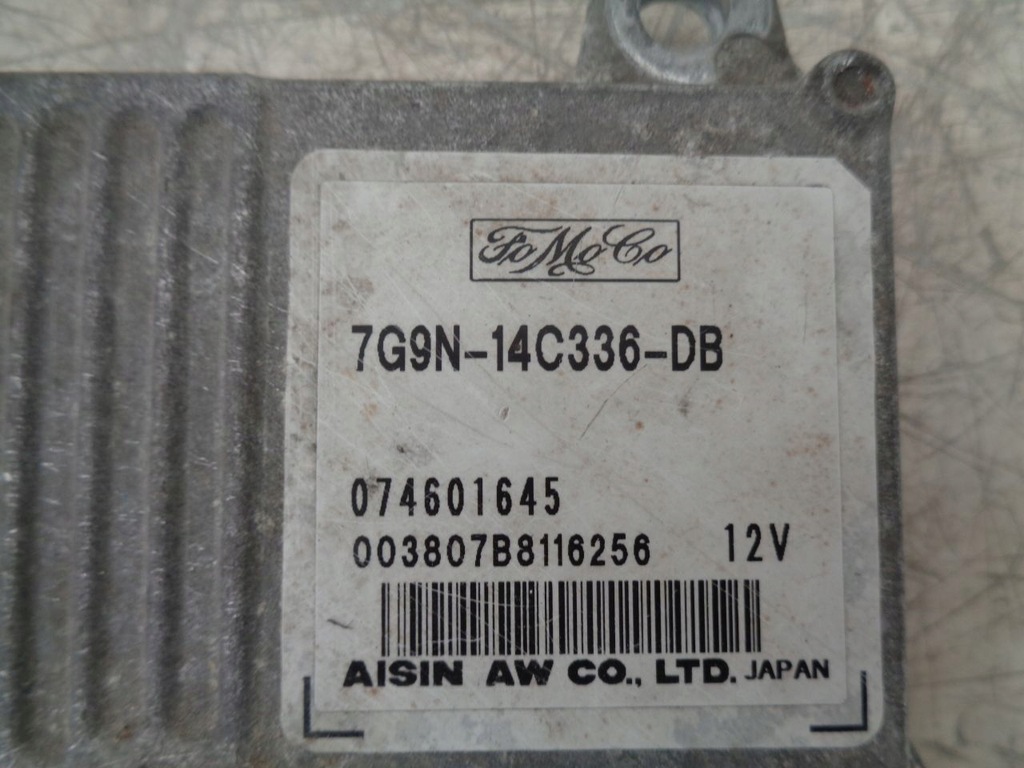 FoMoCo
7G9N-14C336-DB
074601645
003807B8116256 12V
AISIN AW CO., LTD. JAPAN